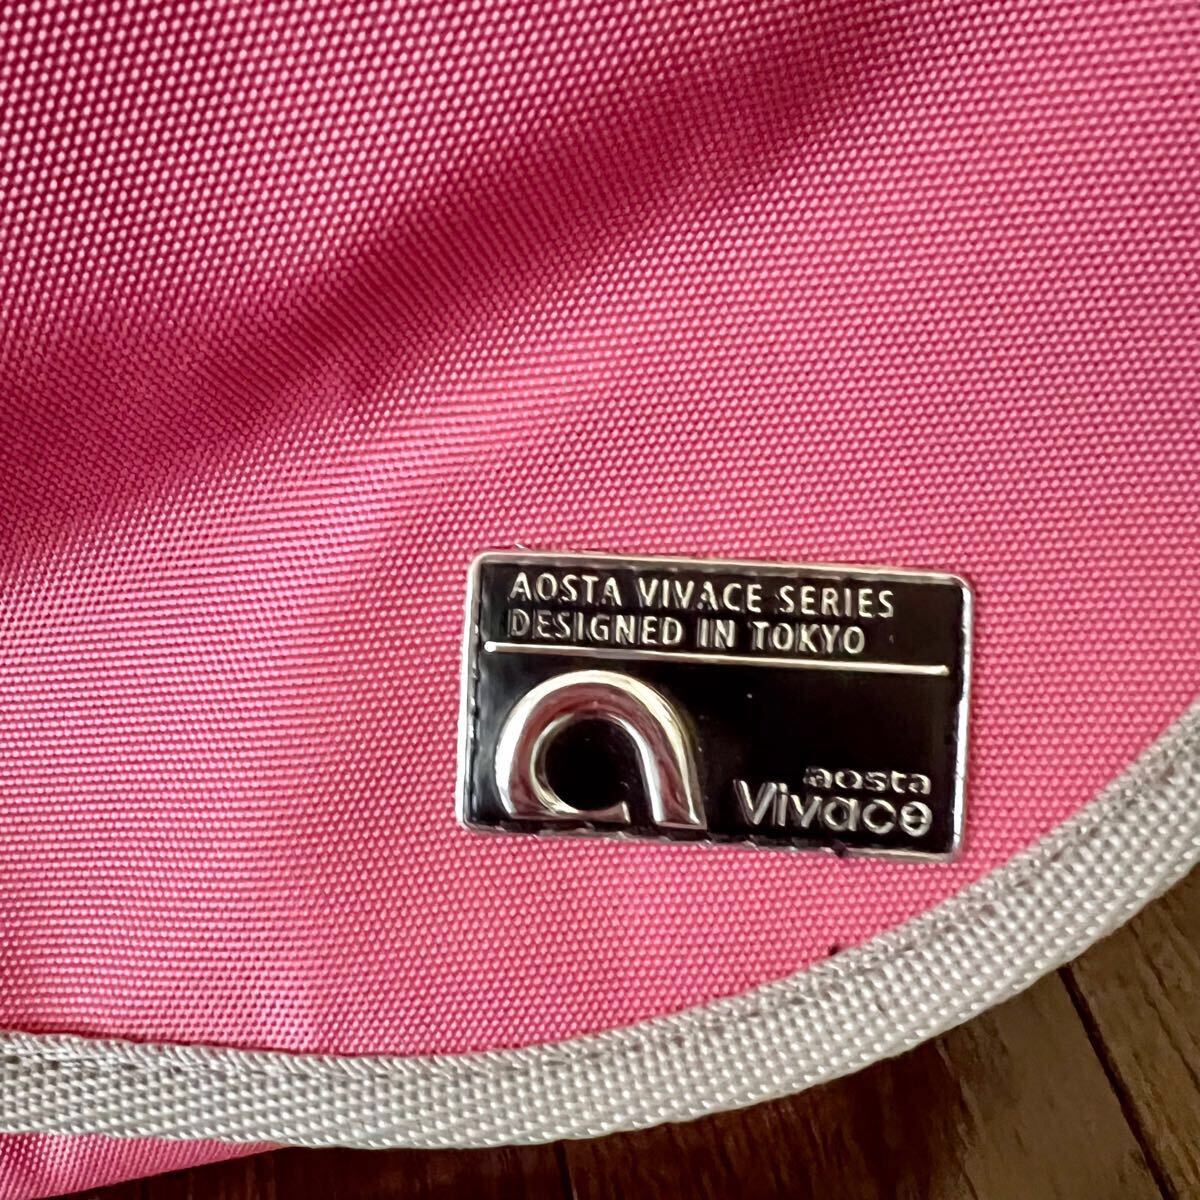 AOSTA VIVACE SERIES
DESIGNED IN TOKYO
aosta
Vivace